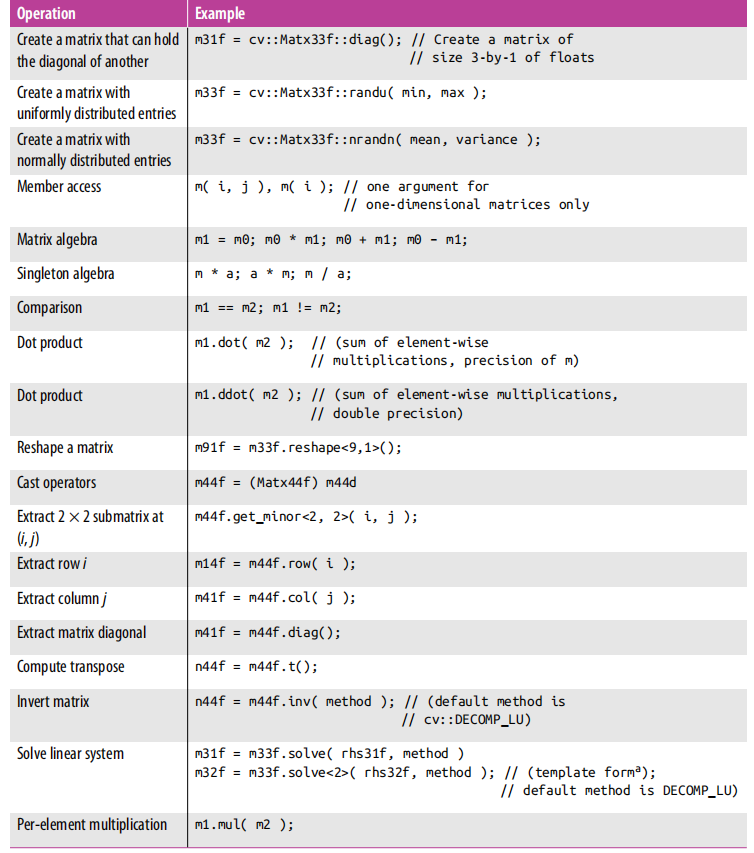 Operation Example
Create a matrix that can hold m31f = cv::Matx33f::diag(); // Create a matrix of
the diagonal of another // size 3-by-1 of floats
Create a matrix with m33f = cv::Matx33f::randu( min, max );
uniformly distributed entries
Create a matrix with m33f = cv::Matx33f::nrandn( mean, variance );
normally distributed entries
Member access m( i, j ), m( i ); // one argument for
// one-dimensional matrices only
Matrix algebra m1 = m0; m0 * m1; m0 + m1; m0 – m1;
Singleton algebra m * a; a * m; m / a;
Comparison m1 == m2; m1 != m2;
Dot product m1.dot( m2 ); // (sum of element-wise
// multiplications, precision of m)
Dot product m1.ddot( m2 ); // (sum of element-wise multiplications,
// double precision)
Reshape a matrix m91f = m33f.reshape<9,1>();
Cast operators m44f = (Matx44f) m44d
Extract 2 × 2 submatrix at m44f.get_minor<2, 2>( i, j );
(i, j)
Extract row i m14f = m44f.row( i );
Extract column j m41f = m44f.col( j );
Extract matrix diagonal m41f = m44f.diag();
Compute transpose n44f = m44f.t();
Invert matrix n44f = m44f.inv( method ); // (default method is
// cv::DECOMP_LU)
Solve linear system m31f = m33f.solve( rhs31f, method )
m32f = m33f.solve<2>( rhs32f, method ); // (template formᵃ);
// default method is DECOMP_LU)
Per-element multiplication m1.mul( m2 );